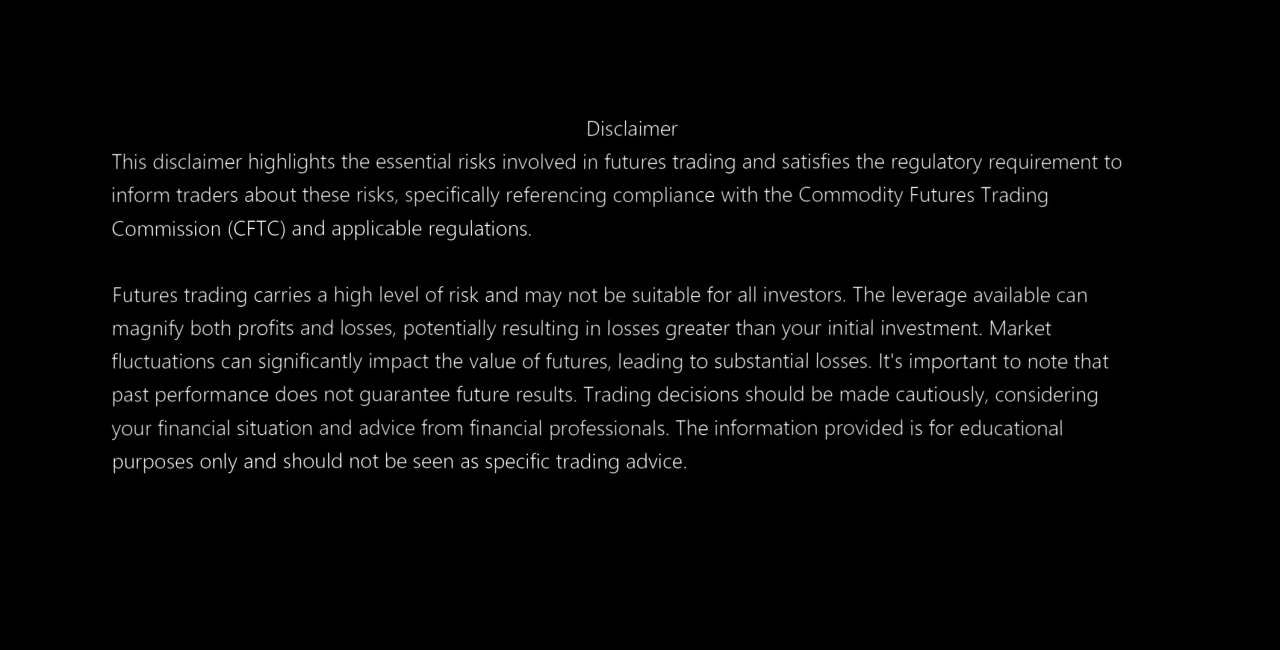 Disclaimer
This disclaimer highlights the essential risks involved in futures trading and satisfies the regulatory requirement to
inform traders about these risks, specifically referencing compliance with the Commodity Futures Trading
Commission (CFTC) and applicable regulations.
Futures trading carries a high level of risk and may not be suitable for all investors. The leverage available can
magnify both profits and losses, potentially resulting in losses greater than your initial investment. Market
fluctuations can significantly impact the value of futures, leading to substantial losses. It's important to note that
past performance does not guarantee future results. Trading decisions should be made cautiously, considering
your financial situation and advice from financial professionals. The information provided is for educational
purposes only and should not be seen as specific trading advice.